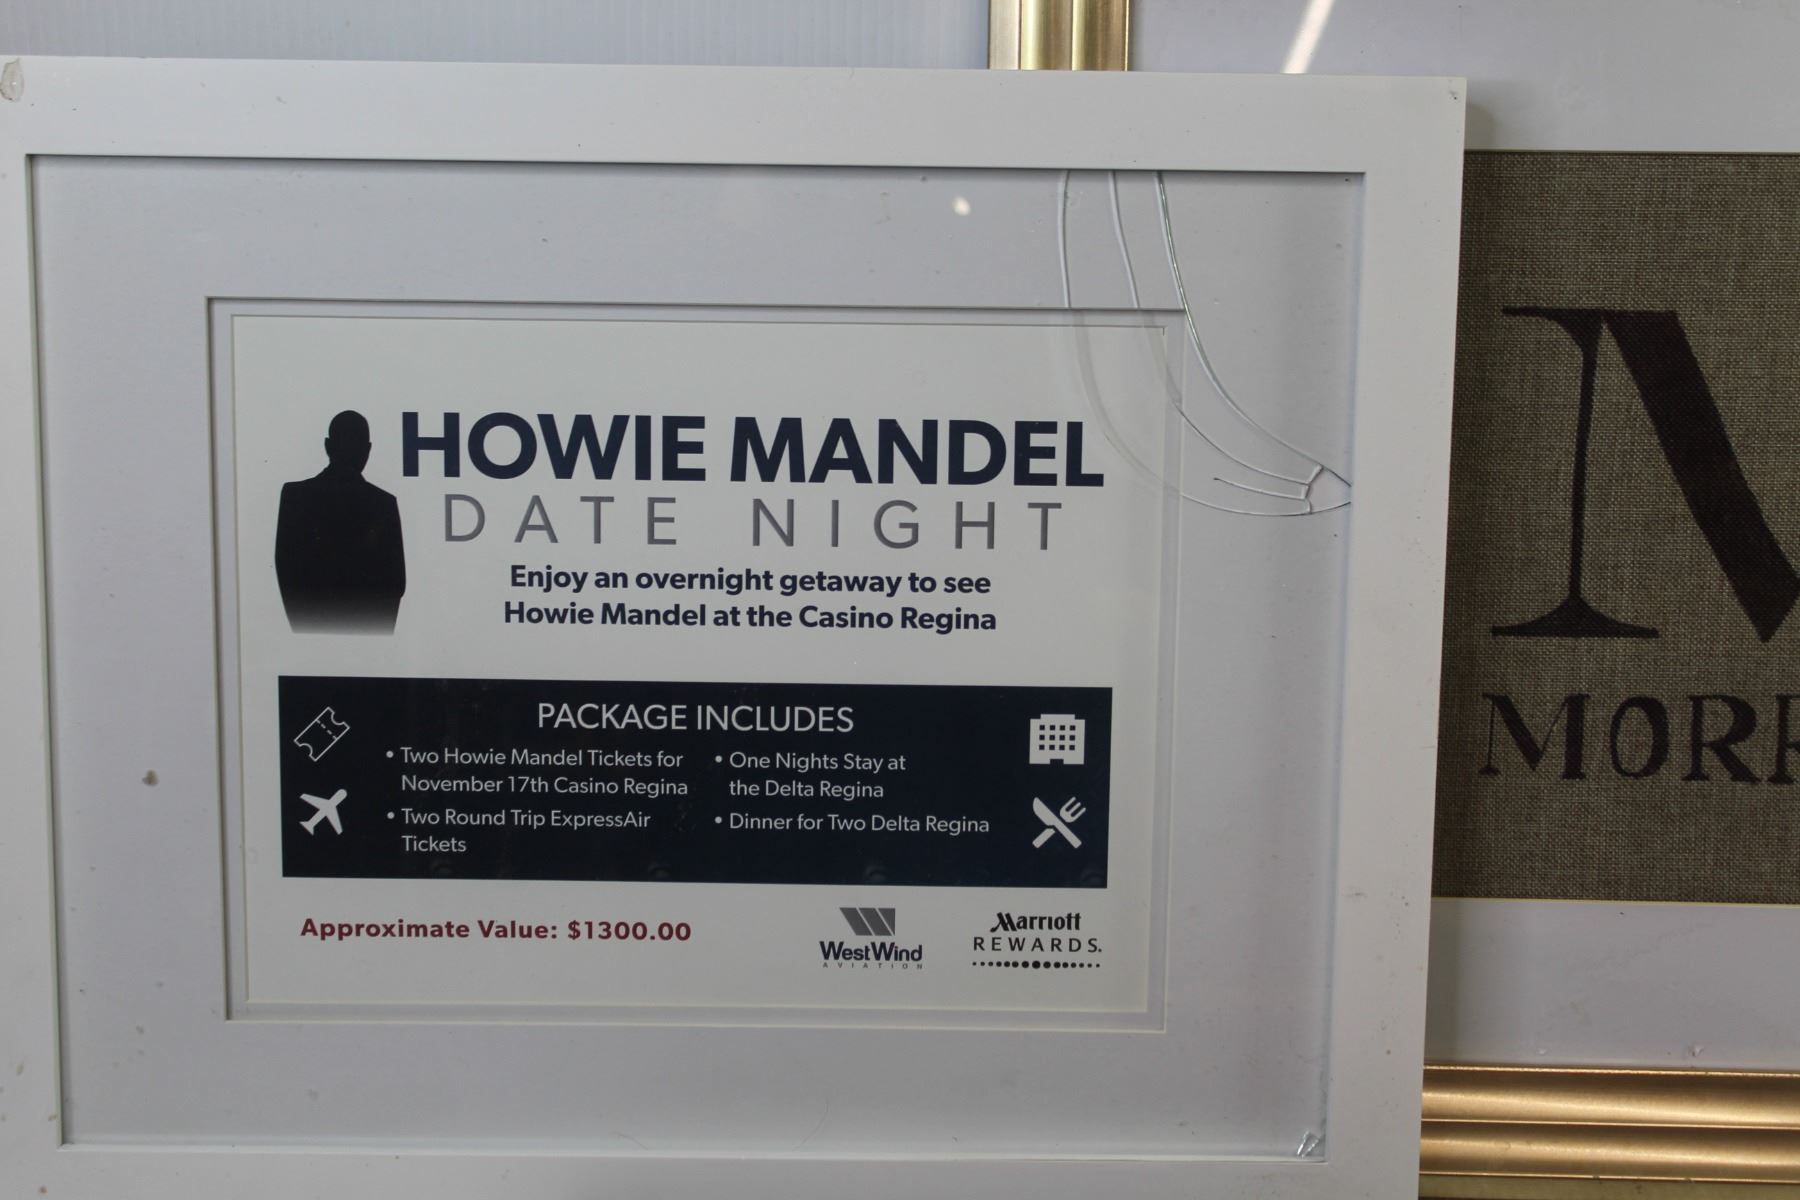 HOWIE MANDEL
DATE NIGHT
Enjoy an overnight getaway to see
Howie Mandel at the Casino Regina
PACKAGE INCLUDES
• Two Howie Mandel Tickets for
November 17th Casino Regina
• Two Round Trip ExpressAir
Tickets
• One Nights Stay at
the Delta Regina
• Dinner for Two Delta Regina
Approximate Value: $1300.00
WestWind
AVIATION
Marriott
REWARDS.
M